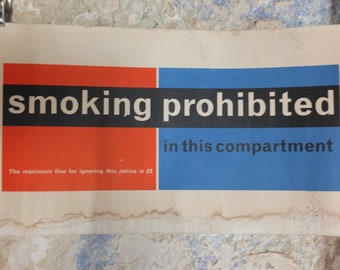 smoking prohibited
in this compartment
The maximum fine for ignoring this notice is £5